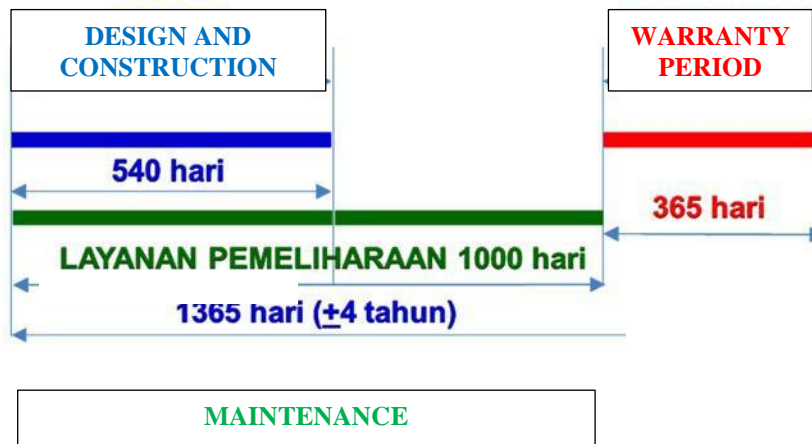 DESIGN AND
CONSTRUCTION
WARRANTY
PERIOD
540 hari
365 hari
LAYANAN PEMELIHARAAN 1000 hari
1365 hari (±4 tahun)
MAINTENANCE